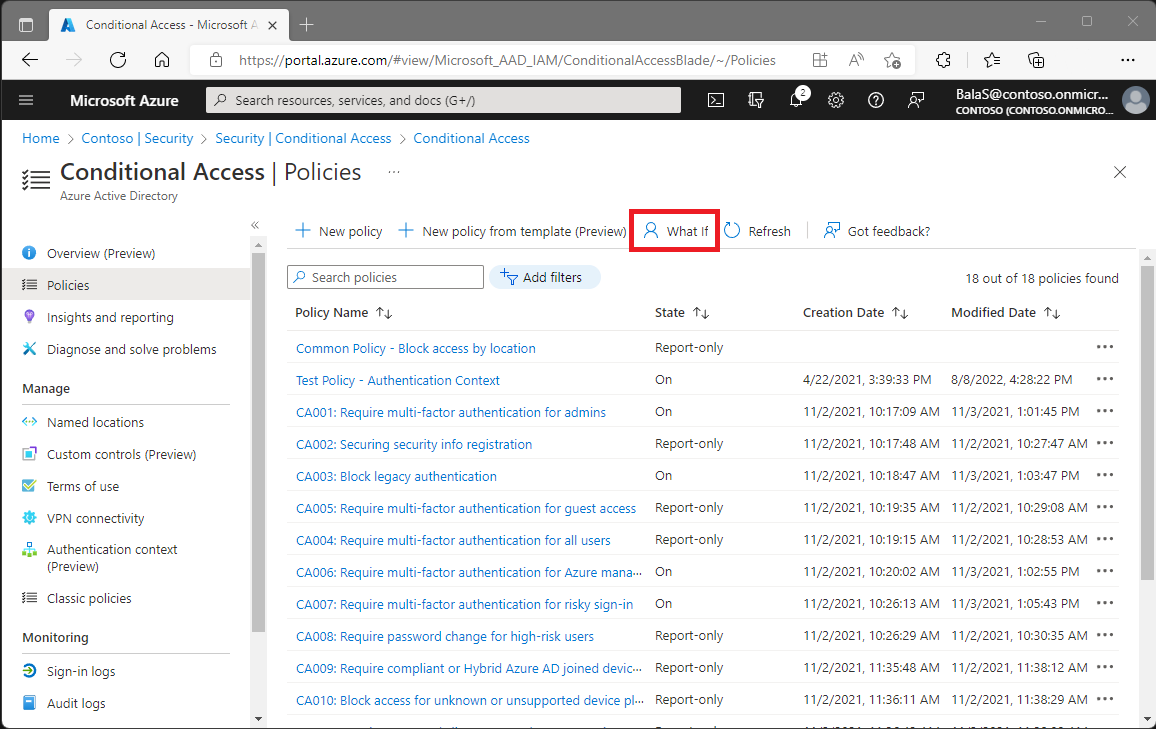 Conditional Access - Microsoft A
https://portal.azure.com/#view/Microsoft_AAD_IAM/ConditionalAccessBlade/~/Policies
Microsoft Azure
Search resources, services, and docs (G+/)
2
BalaS@contoso.onmicr...
CONTOSO (CONTOSO.ONMICRO...
Home > Contoso | Security > Security | Conditional Access > Conditional Access
Conditional Access | Policies ...
Azure Active Directory
«
Overview (Preview)
Policies
Insights and reporting
Diagnose and solve problems
Manage
Named locations
Custom controls (Preview)
Terms of use
VPN connectivity
Authentication context
(Preview)
Classic policies
Monitoring
Sign-in logs
Audit logs
New policy New policy from template (Preview) What If Refresh Got feedback?
Search policies Add filters 18 out of 18 policies found
Policy Name State Creation Date Modified Date
Common Policy - Block access by location Report-only
Test Policy - Authentication Context On 4/22/2021, 3:39:33 PM 8/8/2022, 4:28:22 PM
CA001: Require multi-factor authentication for admins On 11/2/2021, 10:17:09 AM 11/3/2021, 1:01:45 PM
CA002: Securing security info registration Report-only 11/2/2021, 10:17:48 AM 11/2/2021, 10:27:47 AM
CA003: Block legacy authentication On 11/2/2021, 10:18:47 AM 11/3/2021, 1:03:47 PM
CA005: Require multi-factor authentication for guest access Report-only 11/2/2021, 10:19:35 AM 11/2/2021, 10:29:08 AM
CA004: Require multi-factor authentication for all users Report-only 11/2/2021, 10:19:15 AM 11/2/2021, 10:28:53 AM
CA006: Require multi-factor authentication for Azure mana... On 11/2/2021, 10:20:02 AM 11/3/2021, 1:02:55 PM
CA007: Require multi-factor authentication for risky sign-in On 11/2/2021, 10:26:13 AM 11/3/2021, 1:05:43 PM
CA008: Require password change for high-risk users Report-only 11/2/2021, 10:26:29 AM 11/2/2021, 10:30:35 AM
CA009: Require compliant or Hybrid Azure AD joined devic... Report-only 11/2/2021, 11:35:48 AM 11/2/2021, 11:38:12 AM
CA010: Block access for unknown or unsupported device pl... Report-only 11/2/2021, 11:36:11 AM 11/2/2021, 11:38:29 AM